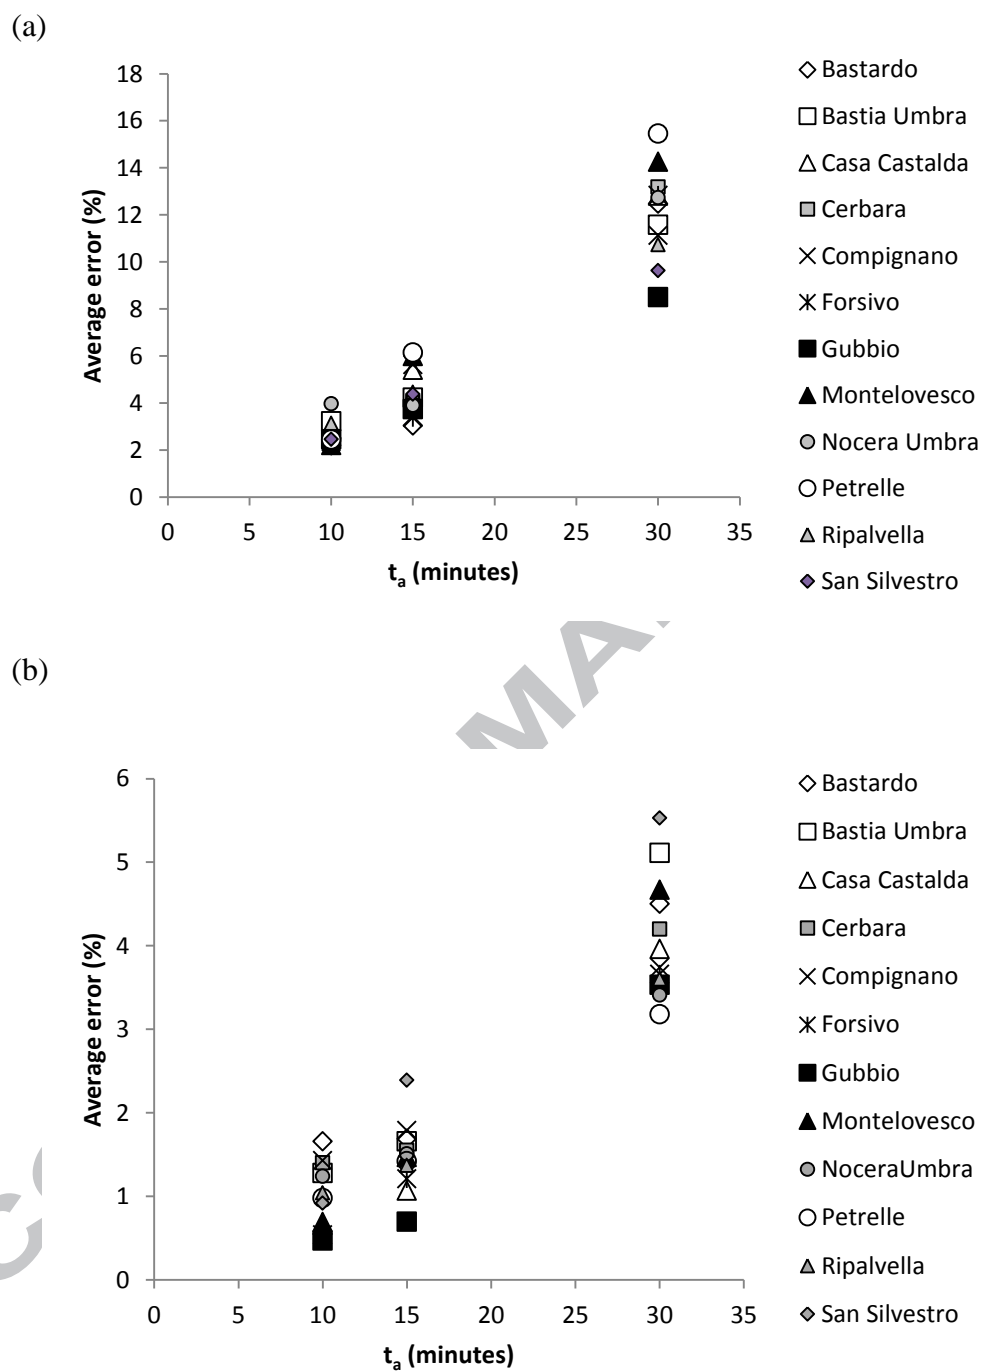 (a)
18
16
14
12
10
8
6
4
2
0
Average error (%)
0 5 10 15 20 25 30 35
ta (minutes)
Bastardo
Bastia Umbra
Casa Castalda
Cerbara
Compignano
Forsivo
Gubbio
Montelovesco
Nocera Umbra
Petrelle
Ripalvella
San Silvestro
MA
(b)
6
5
4
3
2
1
0
Average error (%)
0 5 10 15 20 25 30 35
ta (minutes)
Bastardo
Bastia Umbra
Casa Castalda
Cerbara
Compignano
Forsivo
Gubbio
Montelovesco
NoceraUmbra
Petrelle
Ripalvella
San Silvestro